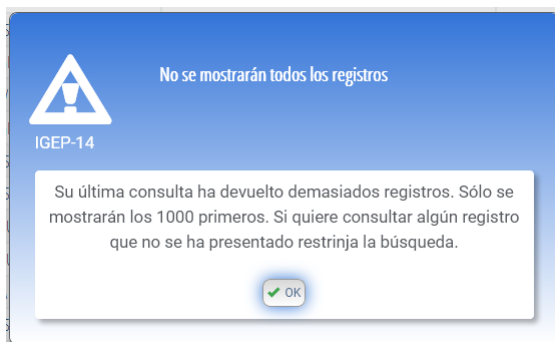 No se mostrarán todos los registros
IGEP-14
Su última consulta ha devuelto demasiados registros. Sólo se
mostrarán los 1000 primeros. Si quiere consultar algún registro
que no se ha presentado restrinja la búsqueda.
OK